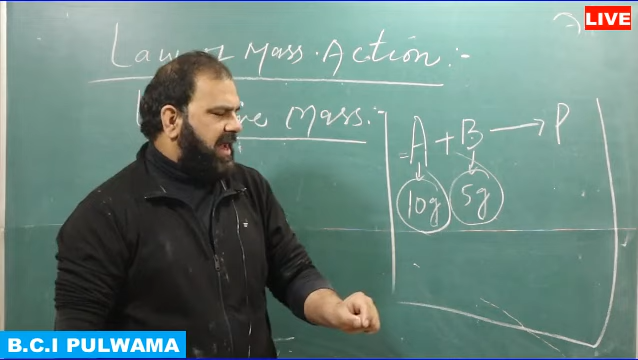 LIVE
Law of Mass Action :-
Mass :-
A + B → P
10g 5g
B.C.I PULWAMA